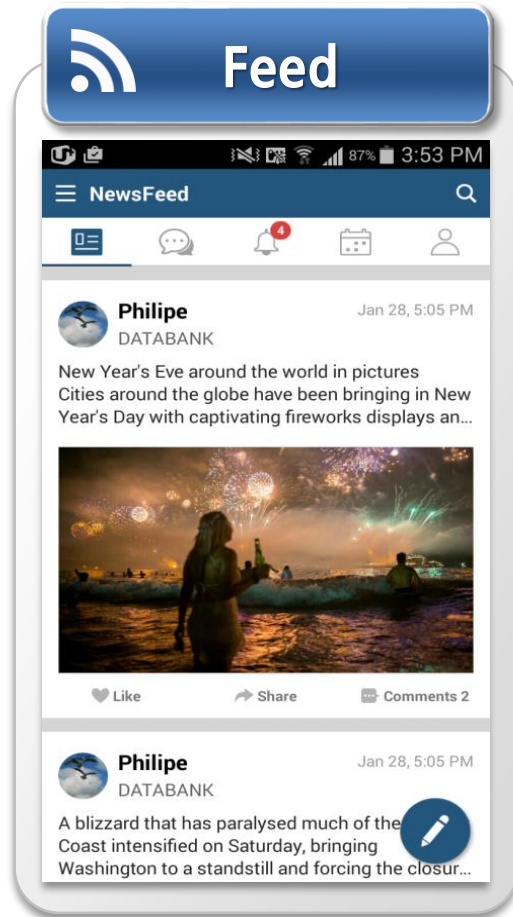 Feed
87% 3:53 PM
NewsFeed
4
Philipe Jan 28, 5:05 PM
DATABANK
New Year's Eve around the world in pictures
Cities around the globe have been bringing in New
Year's Day with captivating fireworks displays an...
Like Share Comments 2
Philipe Jan 28, 5:05 PM
DATABANK
A blizzard that has paralysed much of the
Coast intensified on Saturday, bringing
Washington to a standstill and forcing the closur...